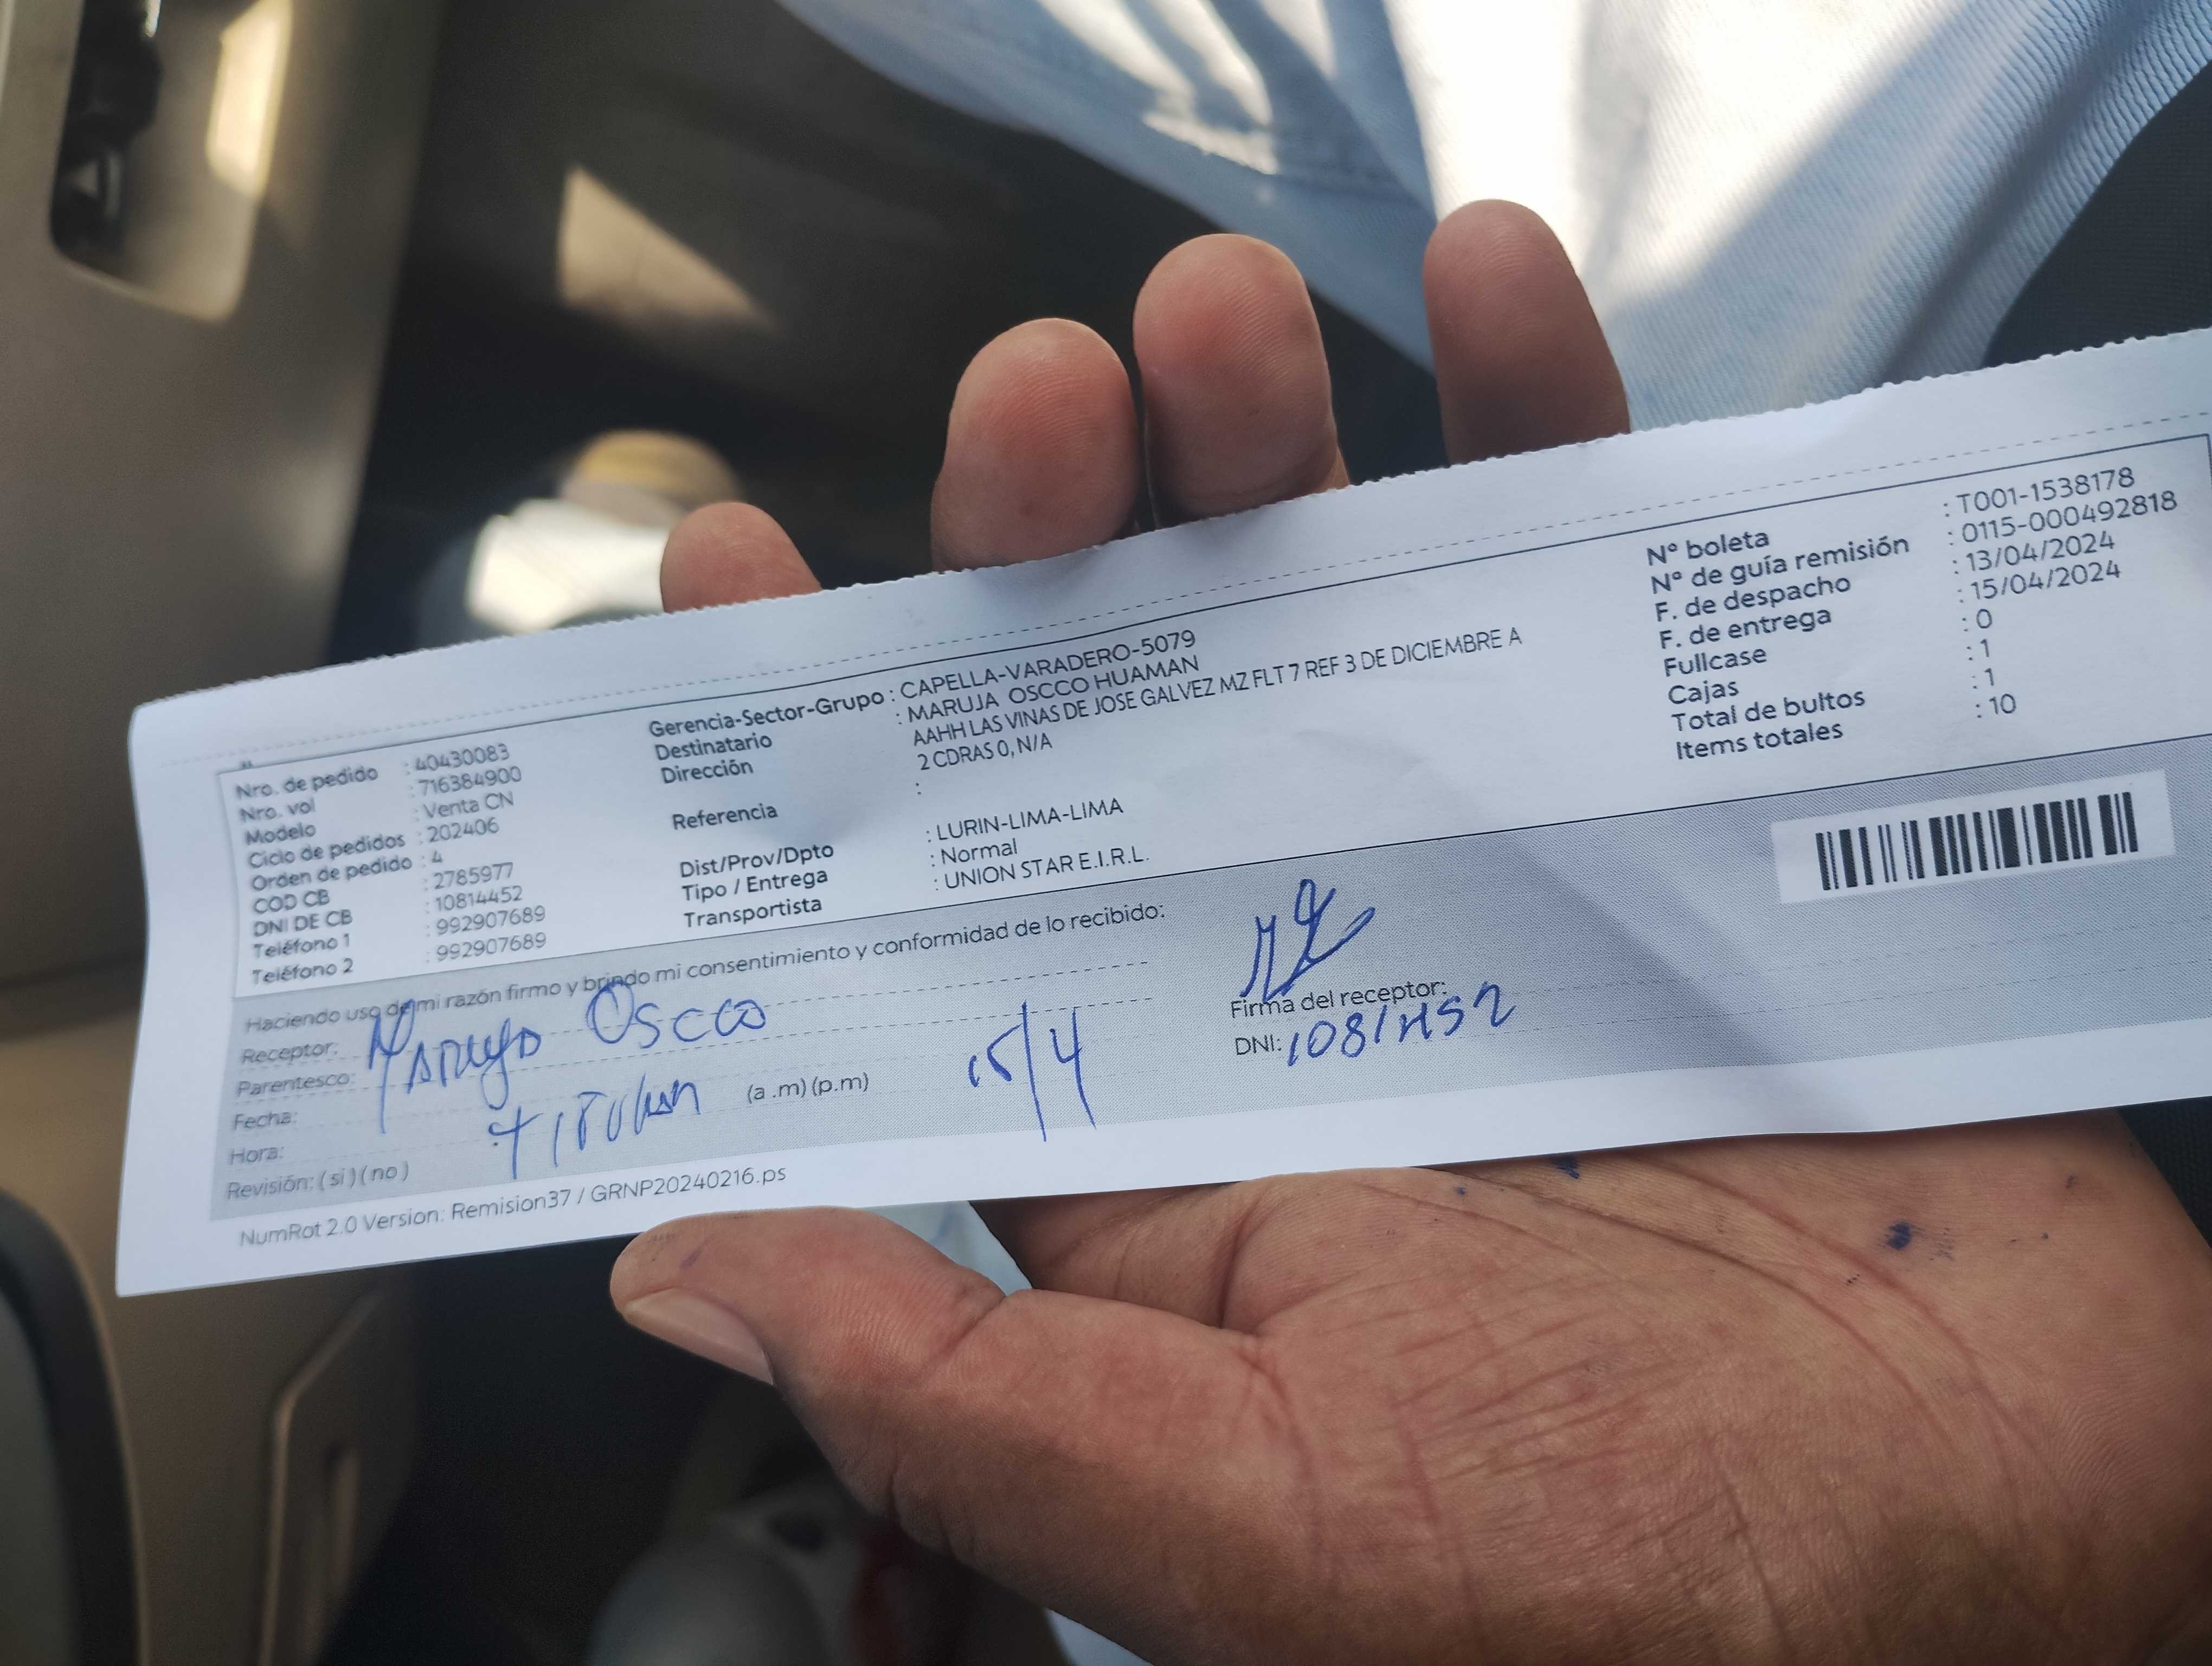 Nro. de pedido : 40430083
Nro. vol : 716384900
Modelo : Venta CN
Ciclo de pedidos : 202406
Orden de pedido : 4
COD CB : 2785977
DNI DE CB : 10814452
Teléfono 1 : 992907689
Teléfono 2 : 992907689
Gerencia-Sector-Grupo : CAPELLA-VARADERO-5079
Destinatario : MARUJA OSCCO HUAMAN
Dirección AAHH LAS VINAS DE JOSE GALVEZ MZ FLT 7 REF 3 DE DICIEMBRE A
2 CDRAS 0, N/A
Referencia :
Dist/Prov/Dpto : LURIN-LIMA-LIMA
Tipo / Entrega : Normal
Transportista : UNION STAR E.I.R.L.
N° boleta : T001-1538178
N° de guía remisión : 0115-000492818
F. de despacho : 13/04/2024
F. de entrega : 15/04/2024
Fullcase : 0
Cajas : 1
Total de bultos : 1
Items totales : 10
Haciendo uso de mi razón firmo y brindo mi consentimiento y conformidad de lo recibido:
Receptor: Maruja Oscco
Parentesco: Titular
Fecha: 15/4
Hora: (a .m) (p.m)
Revisión: ( si ) ( no )
Firma del receptor:
DNI: 10814452
NumRot 2.0 Version: Remision37 / GRNP20240216.ps